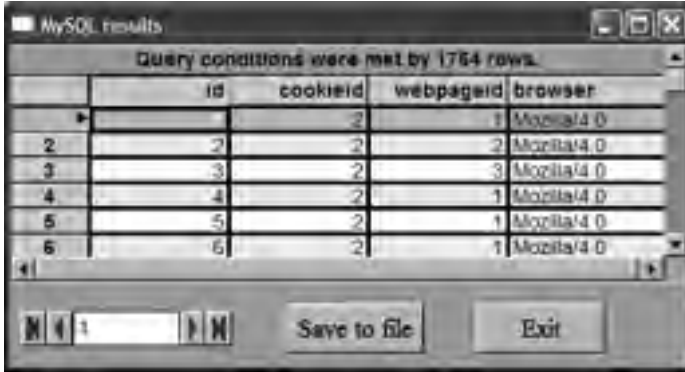 MySQL results
Query conditions were met by 1764 rows.
id cookieid webpageid browser
2 1 Mozilla/4.0
2 2 2 2 Mozilla/4.0
3 3 2 3 Mozilla/4.0
4 4 2 1 Mozilla/4.0
5 5 2 1 Mozilla/4.0
6 6 2 1 Mozilla/4.0
1 Save to file Exit